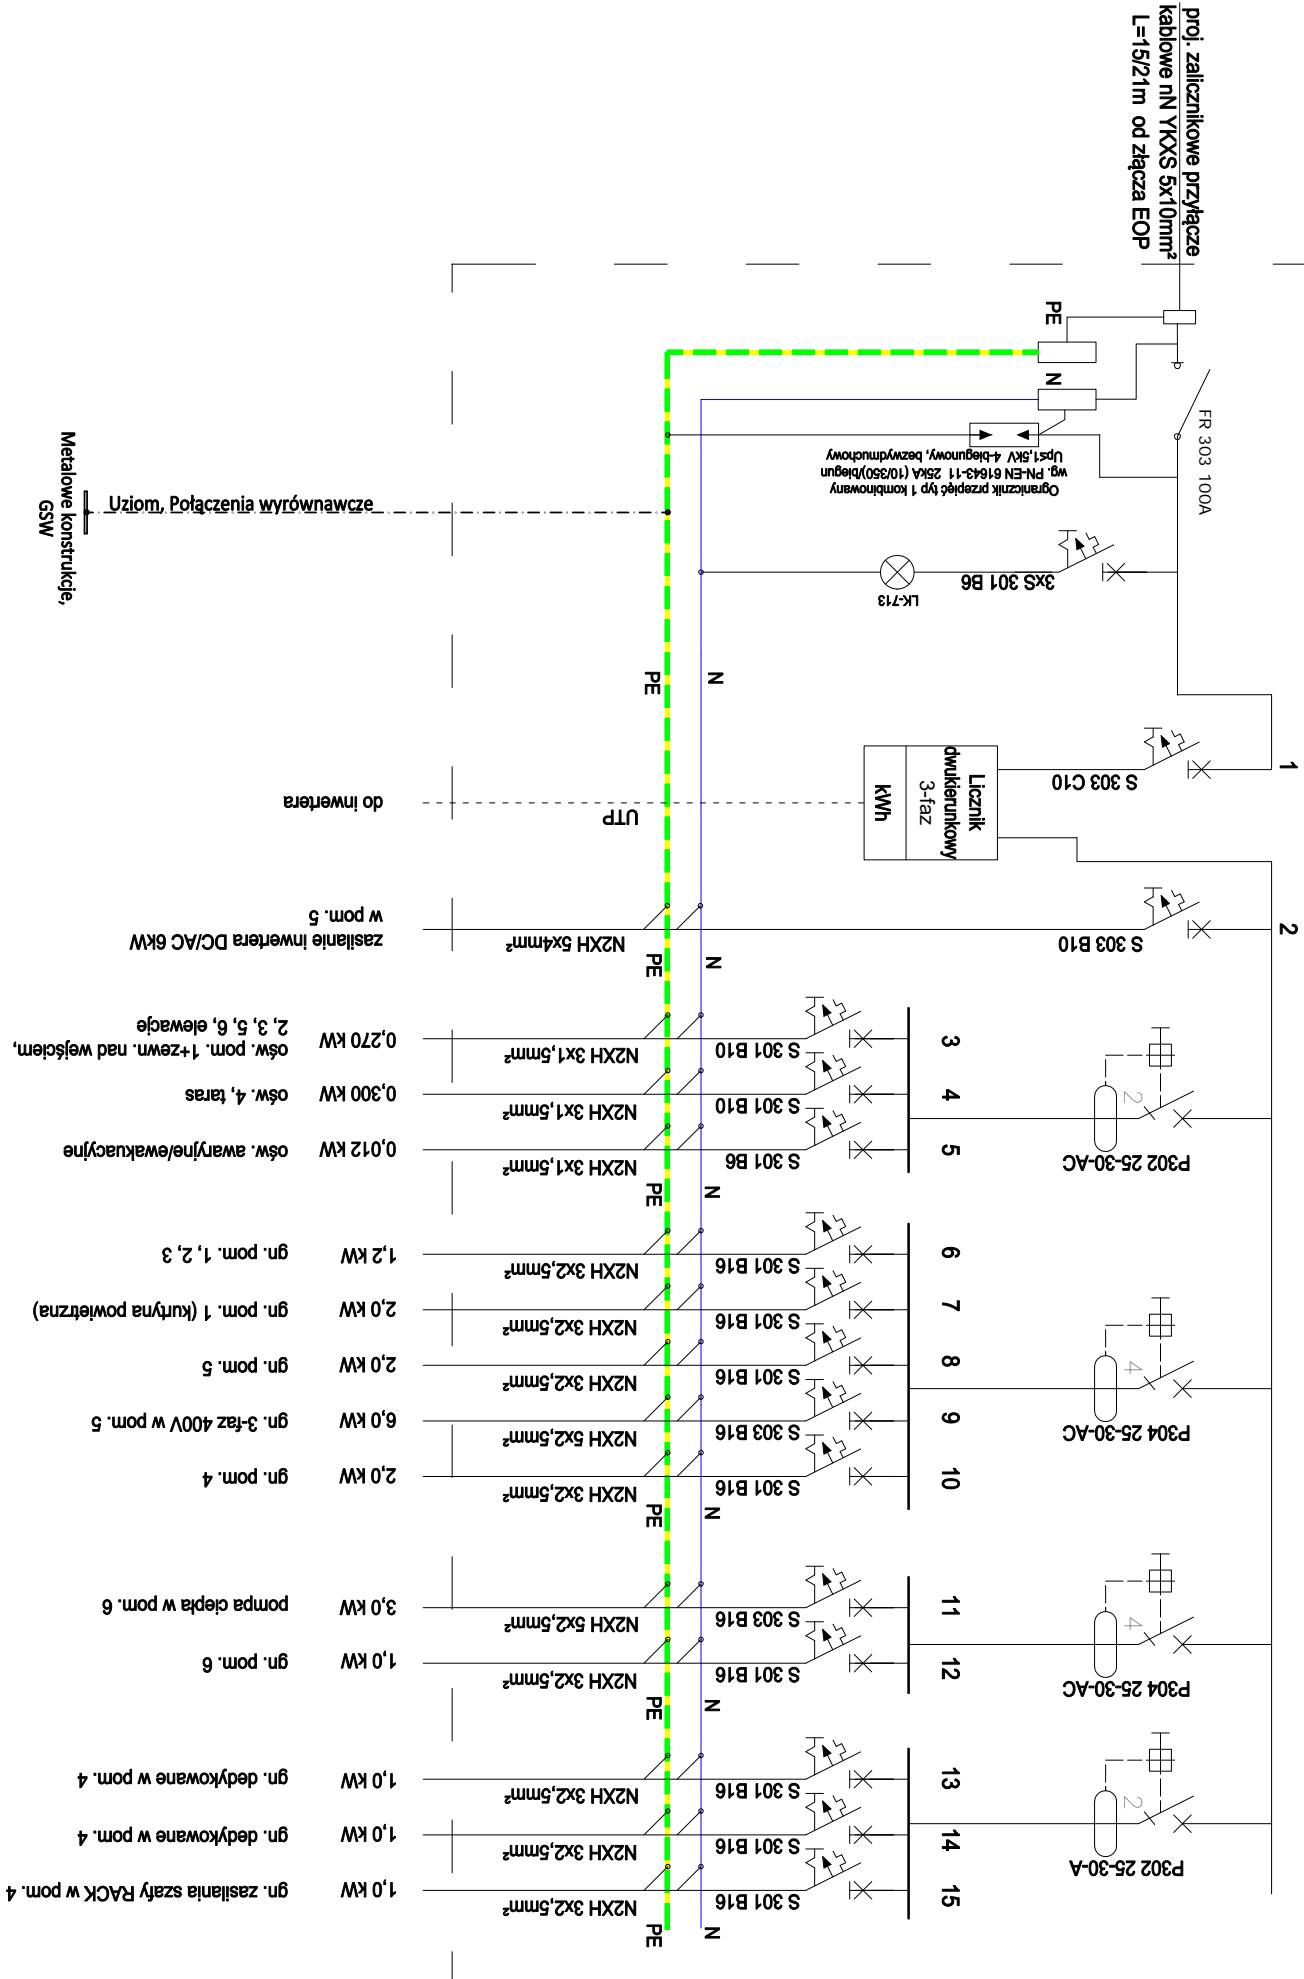 proj. zalicznikowe przyłącze
kablowe nN YKXS 5x10mm²
L=15/21m od złącza EOP
PE
N
FR 303 100A
Ogranicznik przepięć typ 1 kombinowany
wg. PN-EN 61643-11 25kA (10/350)/biegun
Up≤1,5kV 4-biegunowy, bezwydmuchowy
Uziom, Połączenia wyrównawcze
Metalowe konstrukcje,
GSW
3xS 301 B6
LK-713
N
PE
1
S 303 C10
Licznik
dwukierunkowy
3-faz
kWh
UTP
do inwertera
2
S 303 B10
N2XH 5x4mm²
zasilanie inwertera DC/AC 6kW
w pom. 5
N
PE
P302 25-30-AC
2
3
S 301 B10
N2XH 3x1,5mm²
0,270 kW
ośw. pom. 1+zewn. nad wejściem,
2, 3, 5, 6, elewacje
4
S 301 B10
N2XH 3x1,5mm²
0,300 kW
ośw. 4, taras
5
S 301 B6
N2XH 3x1,5mm²
0,012 kW
ośw. awaryjne/ewakuacyjne
N
PE
P304 25-30-AC
4
6
S 301 B16
N2XH 3x2,5mm²
1,2 kW
gn. pom. 1, 2, 3
7
S 301 B16
N2XH 3x2,5mm²
2,0 kW
gn. pom. 1 (kurtyna powietrzna)
8
S 301 B16
N2XH 3x2,5mm²
2,0 kW
gn. pom. 5
9
S 303 B16
N2XH 5x2,5mm²
6,0 kW
gn. 3-faz 400V w pom. 5
10
S 301 B16
N2XH 3x2,5mm²
2,0 kW
gn. pom. 4
N
PE
P304 25-30-AC
4
11
S 303 B16
N2XH 5x2,5mm²
3,0 kW
pompa ciepła w pom. 6
12
S 301 B16
N2XH 3x2,5mm²
1,0 kW
gn. pom. 6
N
PE
P302 25-30-A
2
13
S 301 B16
N2XH 3x2,5mm²
1,0 kW
gn. dedykowane w pom. 4
14
S 301 B16
N2XH 3x2,5mm²
1,0 kW
gn. dedykowane w pom. 4
15
S 301 B16
N2XH 3x2,5mm²
1,0 kW
gn. zasilania szafy RACK w pom. 4
N
PE